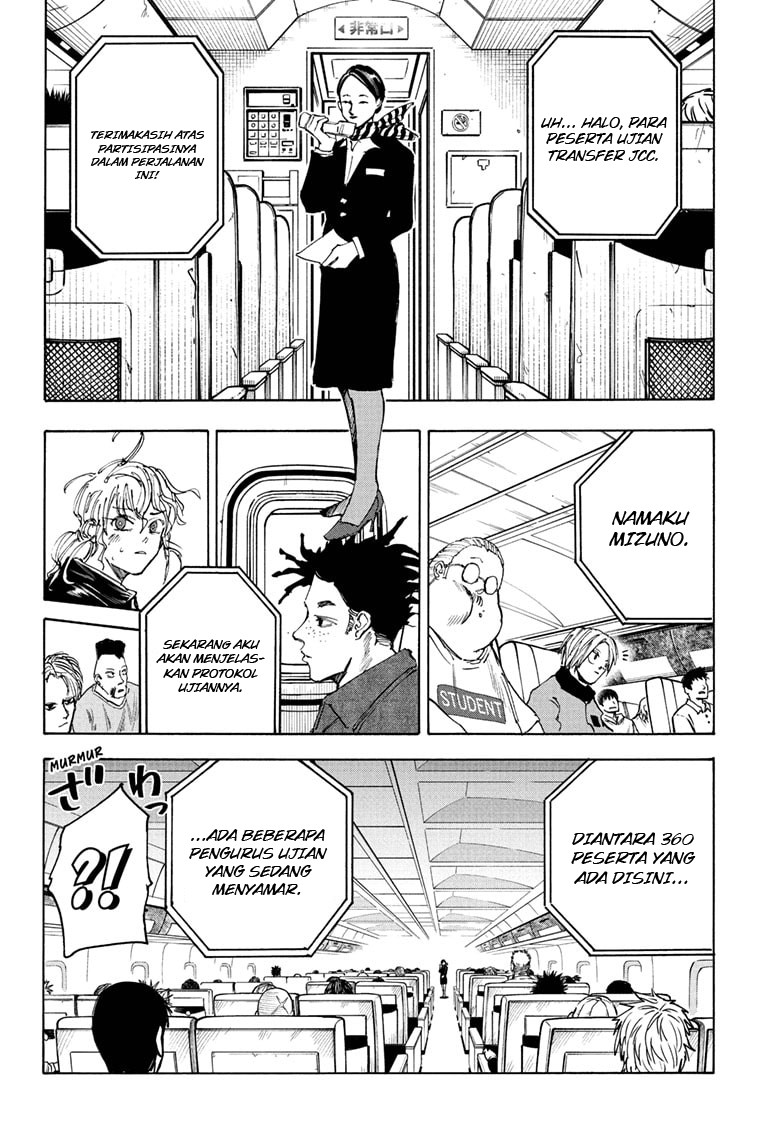 非常口
UH... HALO, PARA
PESERTA UJIAN
TRANSFER JCC.
TERIMAKASIH ATAS
PARTISIPASINYA
DALAM PERJALANAN
INI!
NAMAKU
MIZUNO.
STUDENT
SEKARANG AKU
AKAN MENJELAS-
KAN PROTOKOL
UJIANNYA.
DIANTARA 360
PESERTA YANG
ADA DISINI...
...ADA BEBERAPA
PENGURUS UJIAN
YANG SEDANG
MENYAMAR.
MURMUR
ざわっ
?!